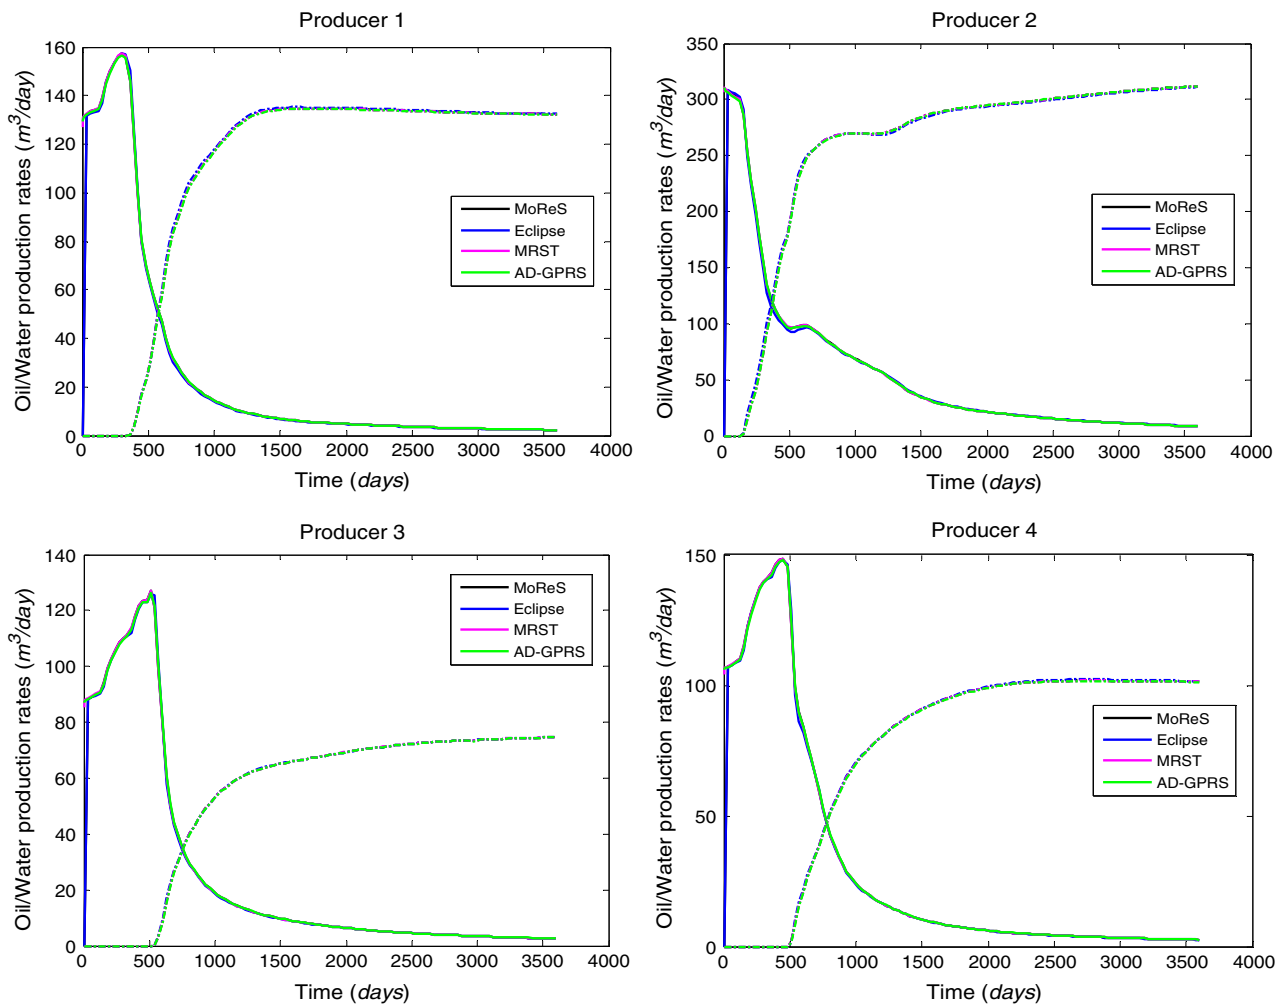 Producer 1
Oil/Water production rates (m³/day)
160
140
120
100
80
60
40
20
0
MoReS
Eclipse
MRST
AD-GPRS
0
500
1000
1500
2000
2500
3000
3500
4000
Time (days)
Producer 2
Oil/Water production rates (m³/day)
350
300
250
200
150
100
50
0
MoReS
Eclipse
MRST
AD-GPRS
0
500
1000
1500
2000
2500
3000
3500
4000
Time (days)
Producer 3
Oil/Water production rates (m³/day)
140
120
100
80
60
40
20
0
MoReS
Eclipse
MRST
AD-GPRS
0
500
1000
1500
2000
2500
3000
3500
4000
Time (days)
Producer 4
Oil/Water production rates (m³/day)
150
100
50
0
MoReS
Eclipse
MRST
AD-GPRS
0
500
1000
1500
2000
2500
3000
3500
4000
Time (days)